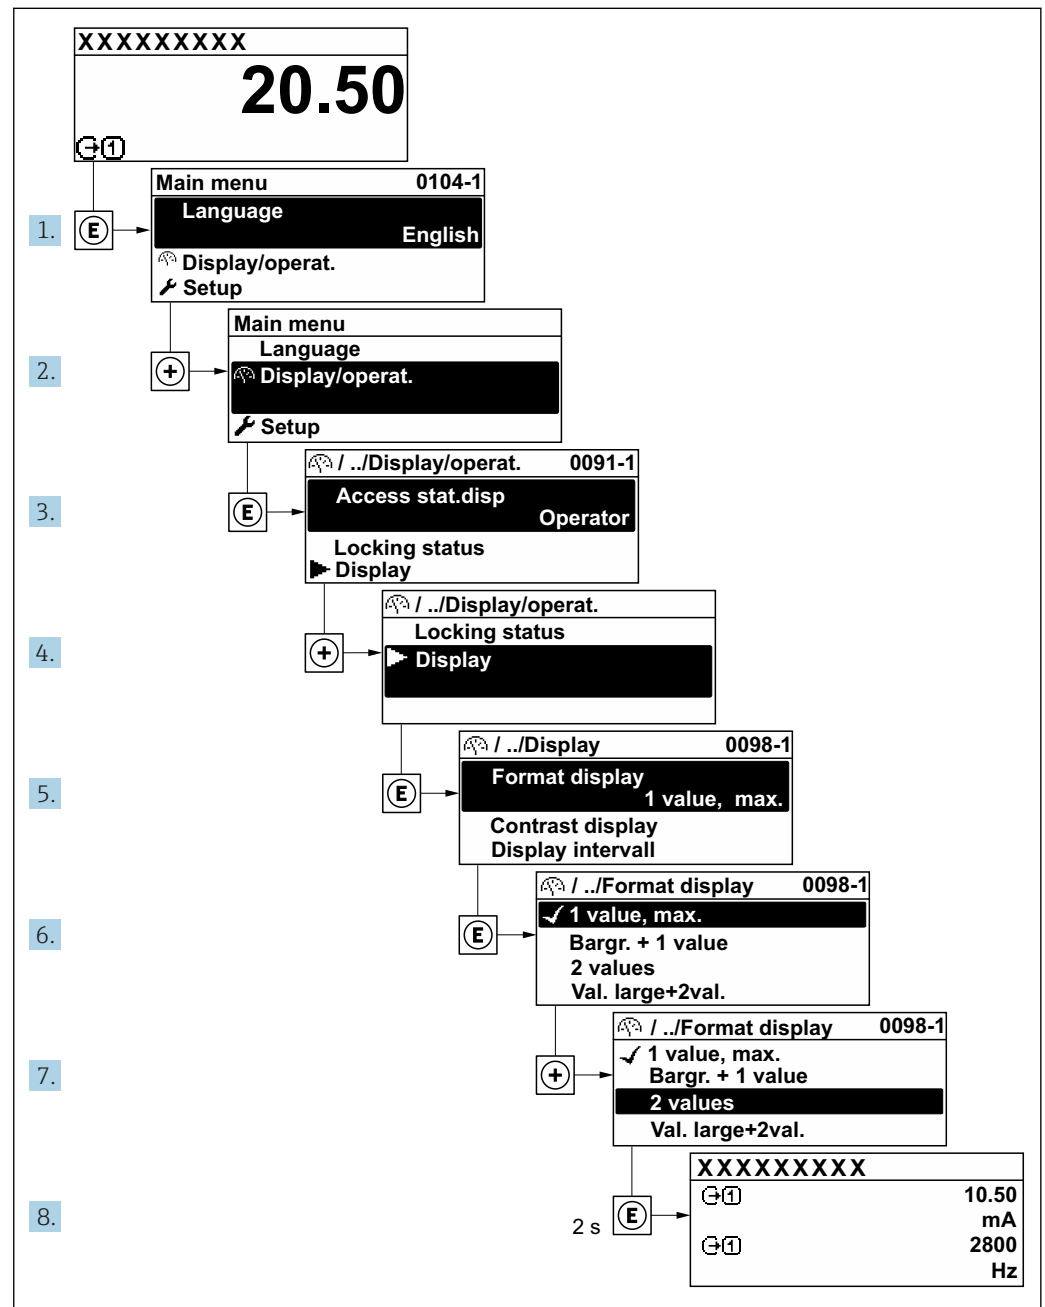 XXXXXXXXX
20.50
1
Main menu 0104-1
1. E Language
English
Display/operat.
Setup
Main menu
Language
2. + Display/operat.
Setup
/ ../Display/operat. 0091-1
Access stat.disp
3. E Operator
Locking status
Display
/ ../Display/operat.
Locking status
4. + Display
/ ../Display 0098-1
Format display
5. E 1 value, max.
Contrast display
Display intervall
/ ../Format display 0098-1
1 value, max.
6. E Bargr. + 1 value
2 values
Val. large+2val.
/ ../Format display 0098-1
1 value, max.
7. + Bargr. + 1 value
2 values
Val. large+2val.
XXXXXXXXX
1 10.50
8. 2 s E mA
1 2800
Hz